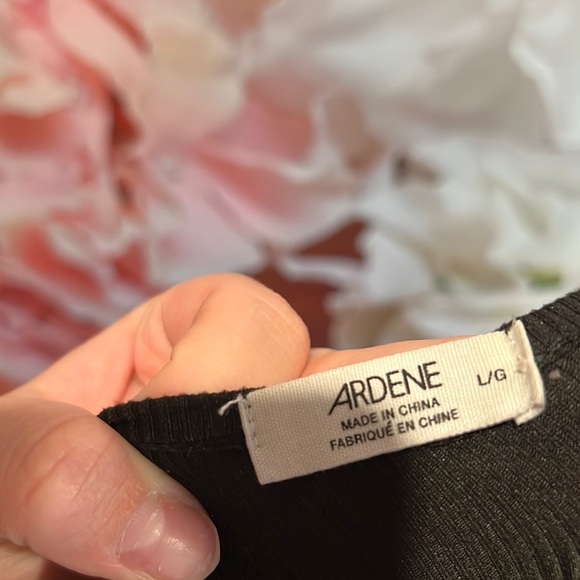 ARDENE L/G
MADE IN CHINA
FABRIQUÉ EN CHINE